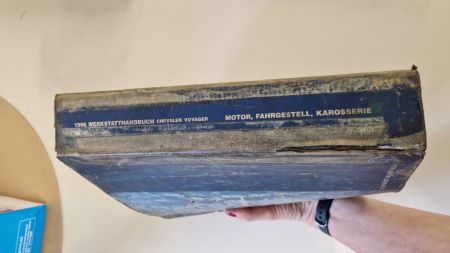 1996 WERKSTATTHANDBUCH CHRYSLER VOYAGER MOTOR, FAHRGESTELL, KAROSSERIE